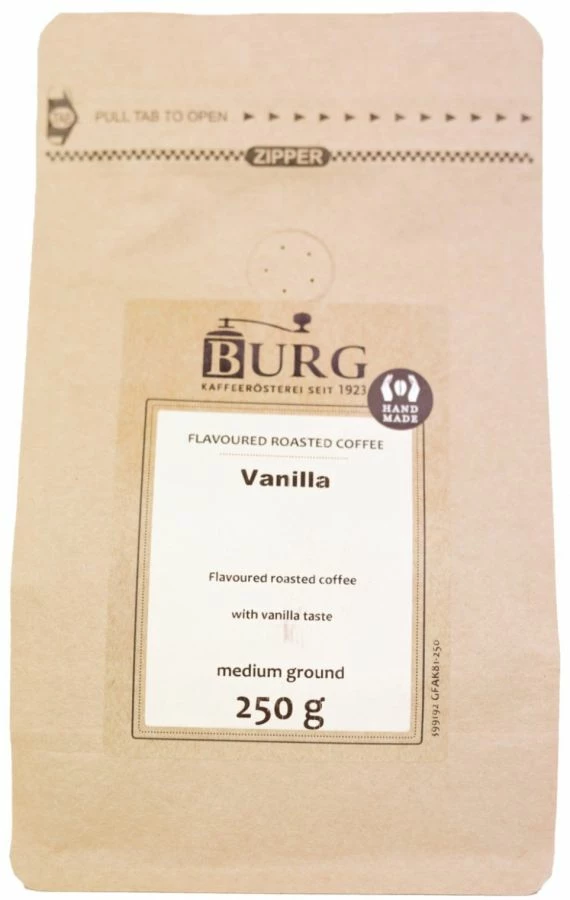 TAB
PULL TAB TO OPEN
ZIPPER
BURG
KAFFEERÖSTEREI SEIT 1923
HAND
MADE
FLAVOURED ROASTED COFFEE
Vanilla
Flavoured roasted coffee
with vanilla taste
medium ground
250 g
399192 GFAK81-250